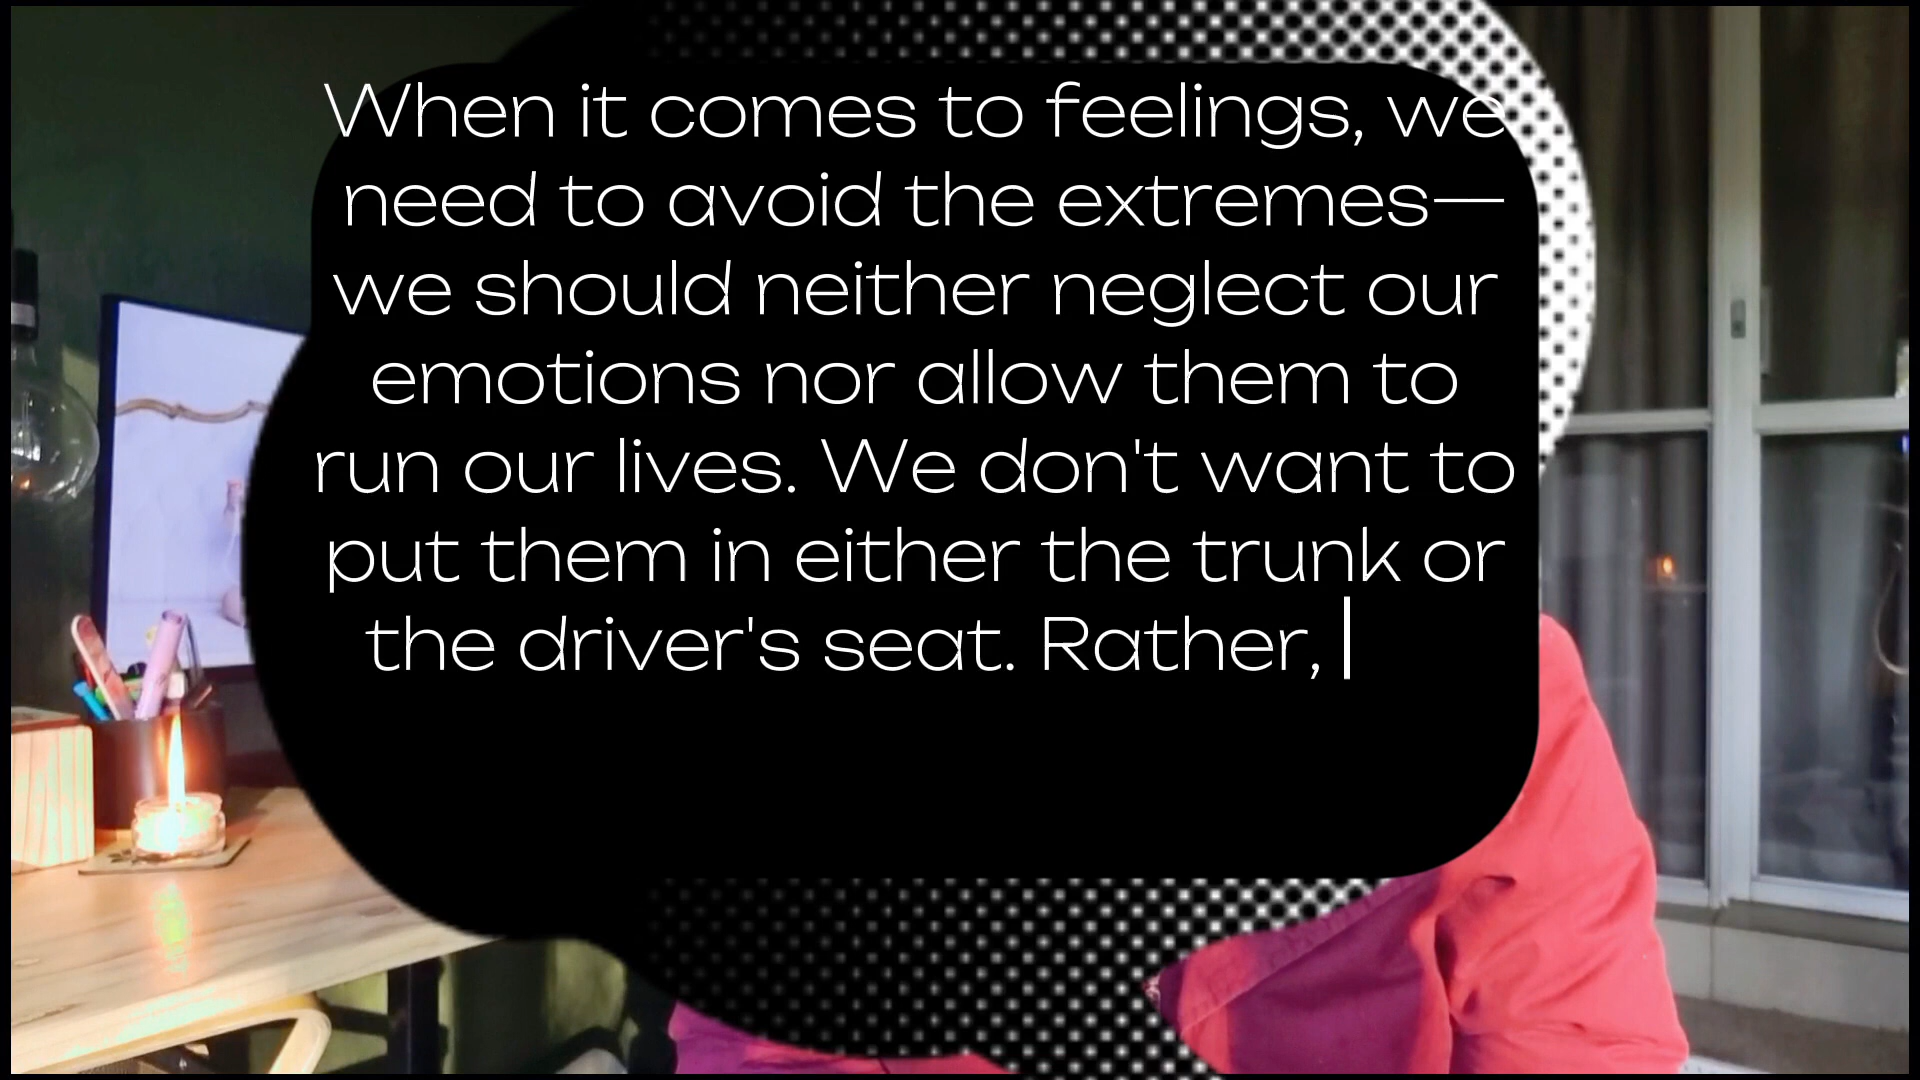 When it comes to feelings, we
need to avoid the extremes—
we should neither neglect our
emotions nor allow them to
run our lives. We don't want to
put them in either the trunk or
the driver's seat. Rather,